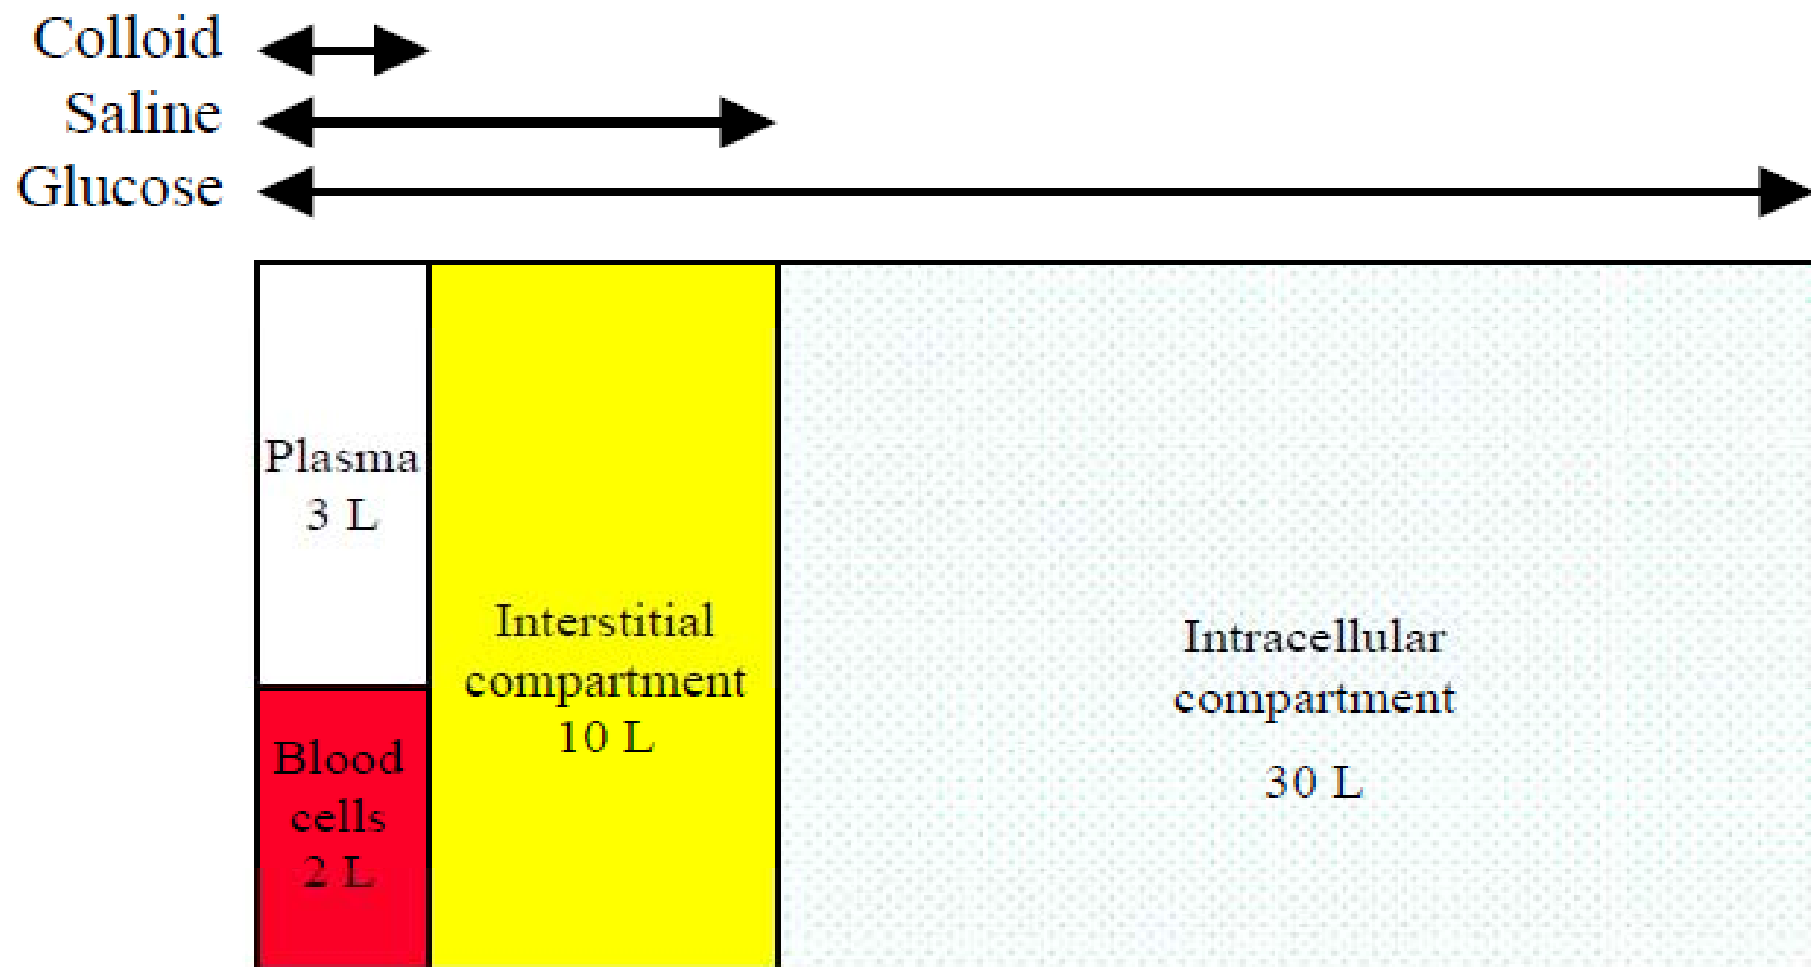 Colloid
Saline
Glucose
Plasma
3 L
Blood
cells
2 L
Interstitial
compartment
10 L
Intracellular
compartment
30 L